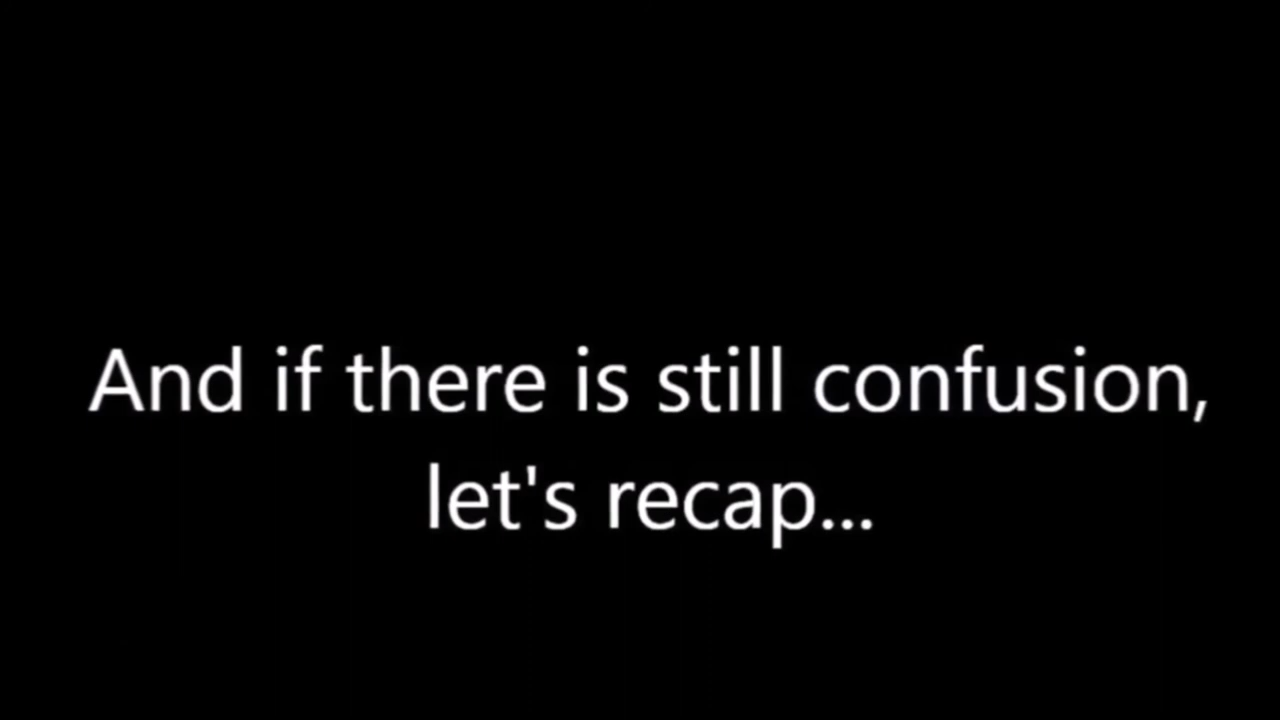 And if there is still confusion,
let's recap...